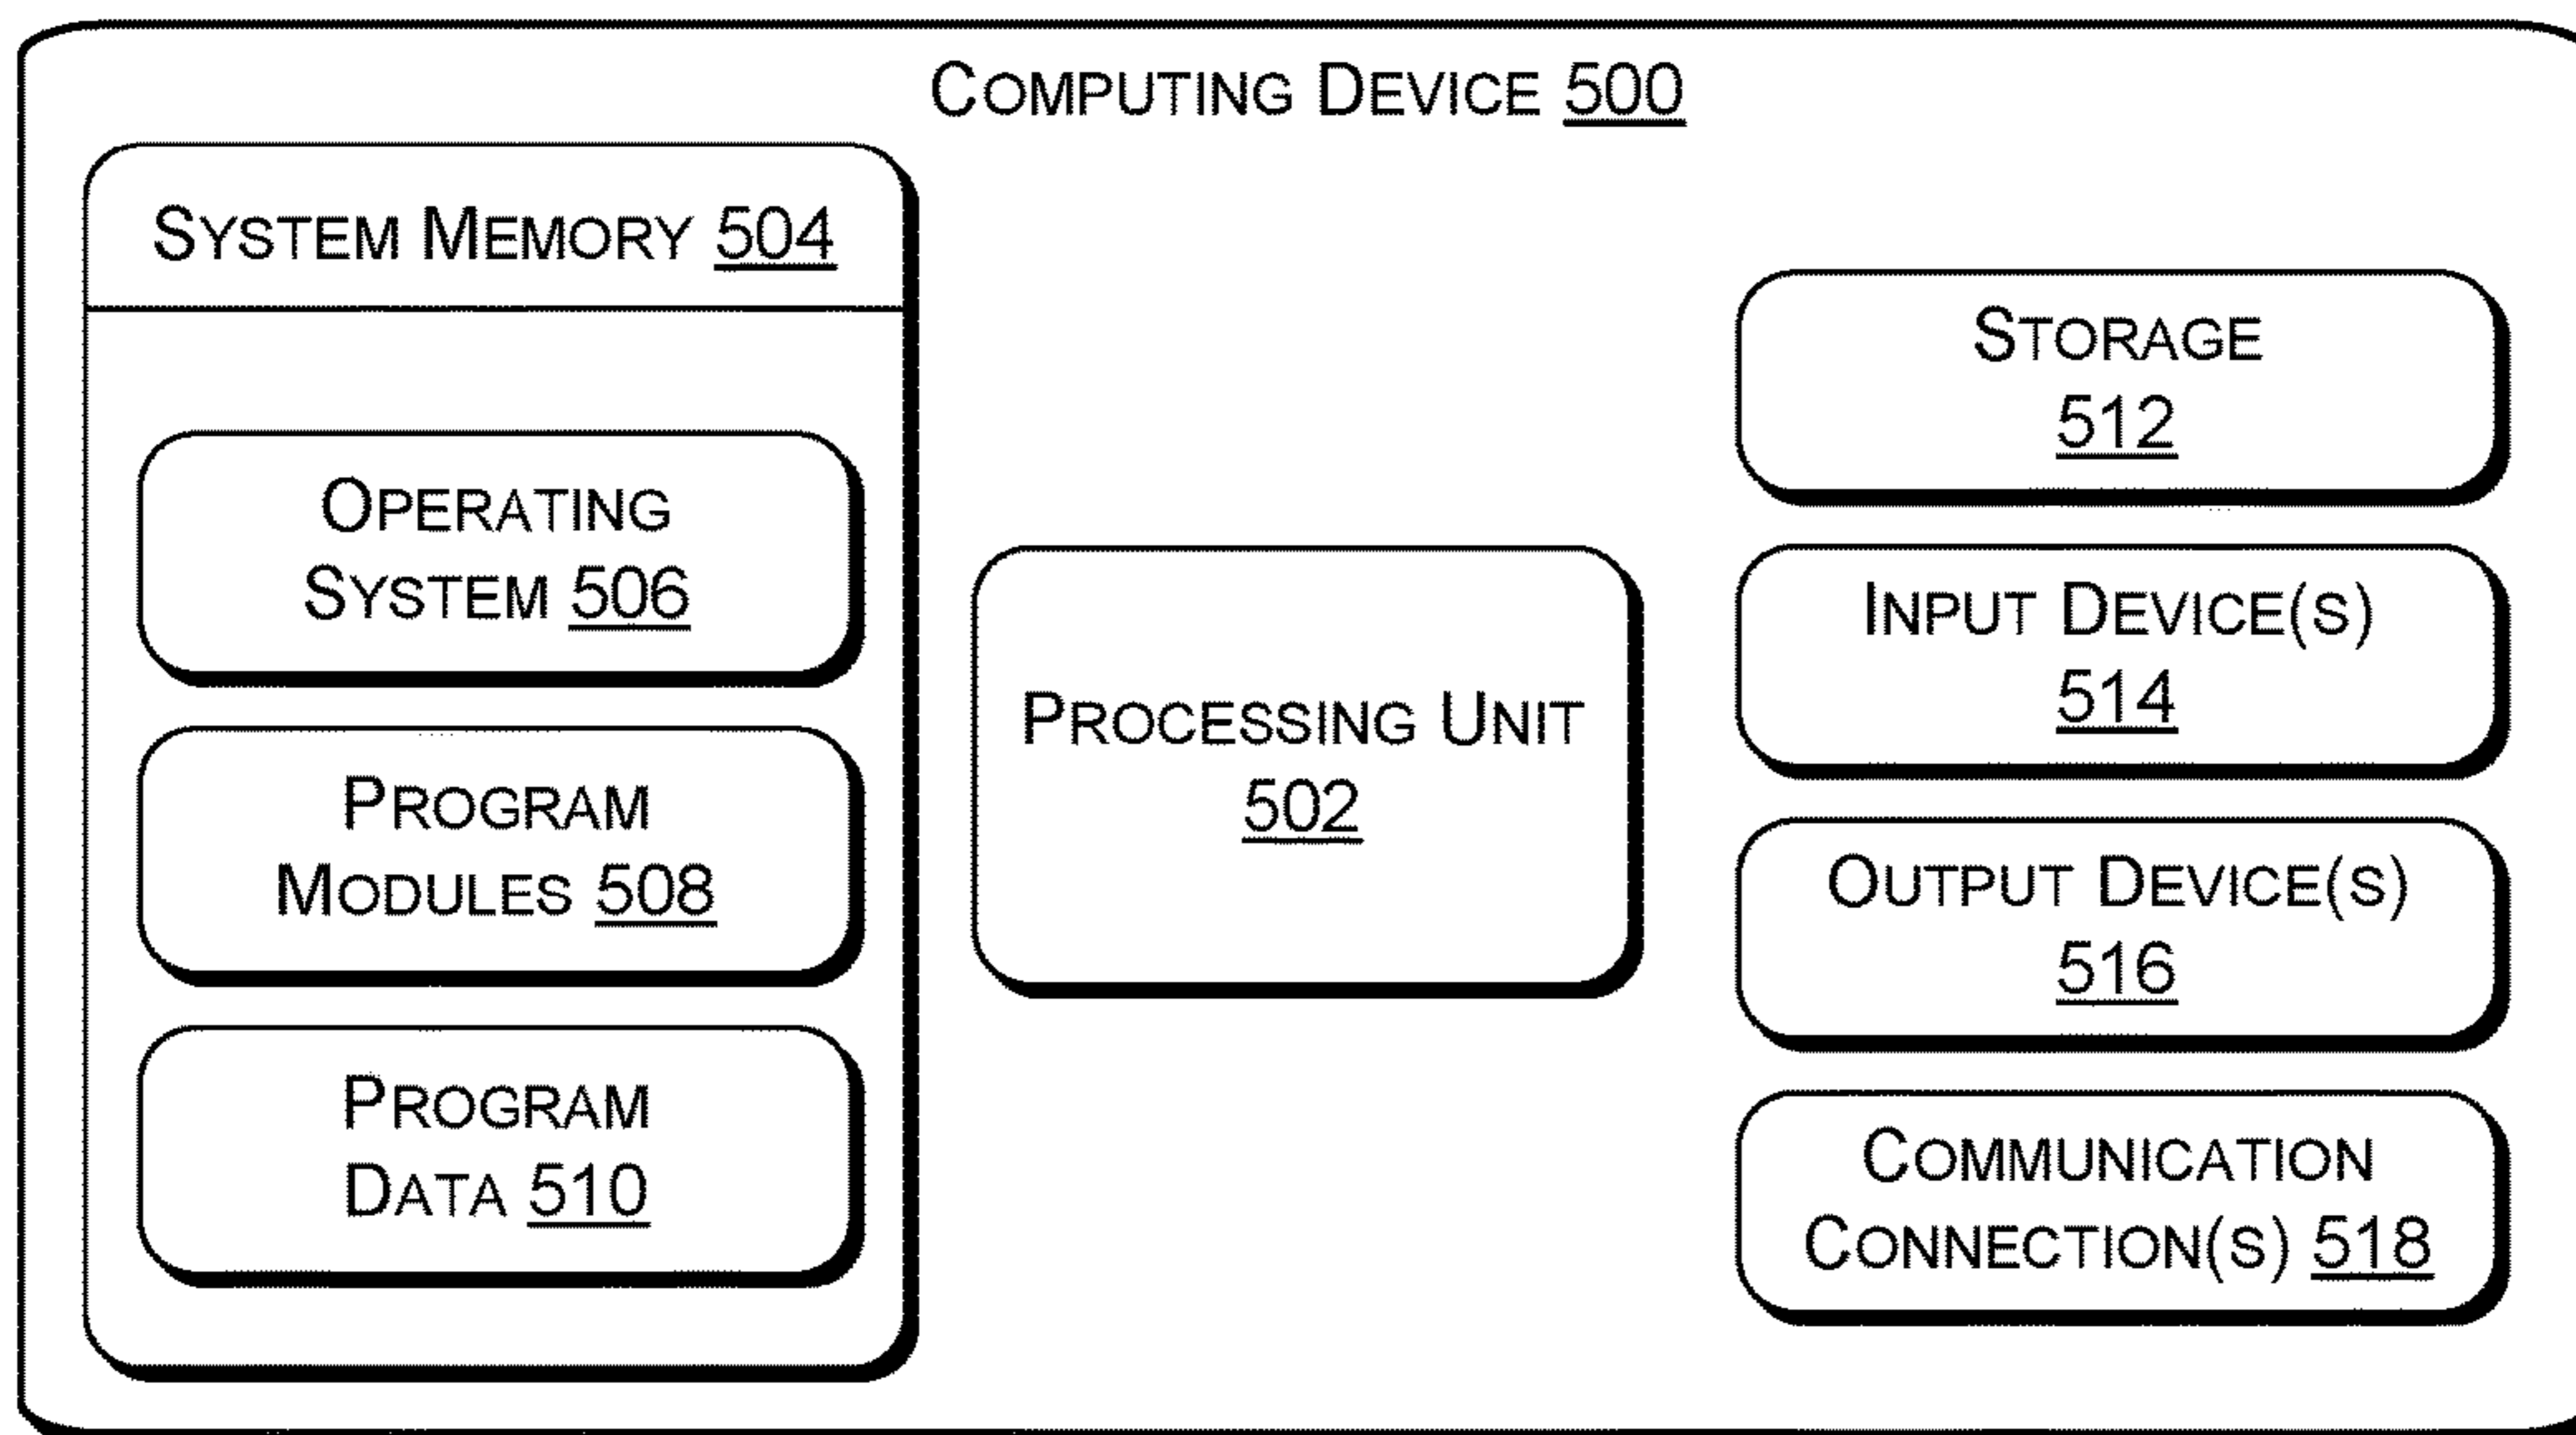 COMPUTING DEVICE 500
SYSTEM MEMORY 504
OPERATING
SYSTEM 506
PROGRAM
MODULES 508
PROGRAM
DATA 510
PROCESSING UNIT
502
STORAGE
512
INPUT DEVICE(S)
514
OUTPUT DEVICE(S)
516
COMMUNICATION
CONNECTION(S) 518